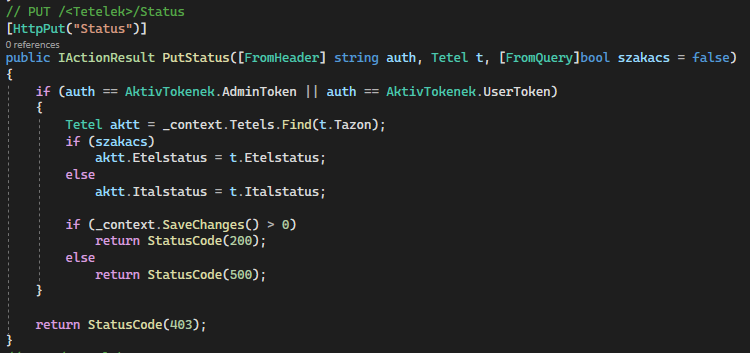 // PUT /<Tetelek>/Status
[HttpPut("Status")]
0 references
public IActionResult PutStatus([FromHeader] string auth, Tetel t, [FromQuery]bool szakacs = false)
{
if (auth == AktivTokenek.AdminToken || auth == AktivTokenek.UserToken)
{
Tetel aktt = _context.Tetels.Find(t.Tazon);
if (szakacs)
aktt.Etelstatus = t.Etelstatus;
else
aktt.Italstatus = t.Italstatus;
if (_context.SaveChanges() > 0)
return StatusCode(200);
else
return StatusCode(500);
}
return StatusCode(403);
}